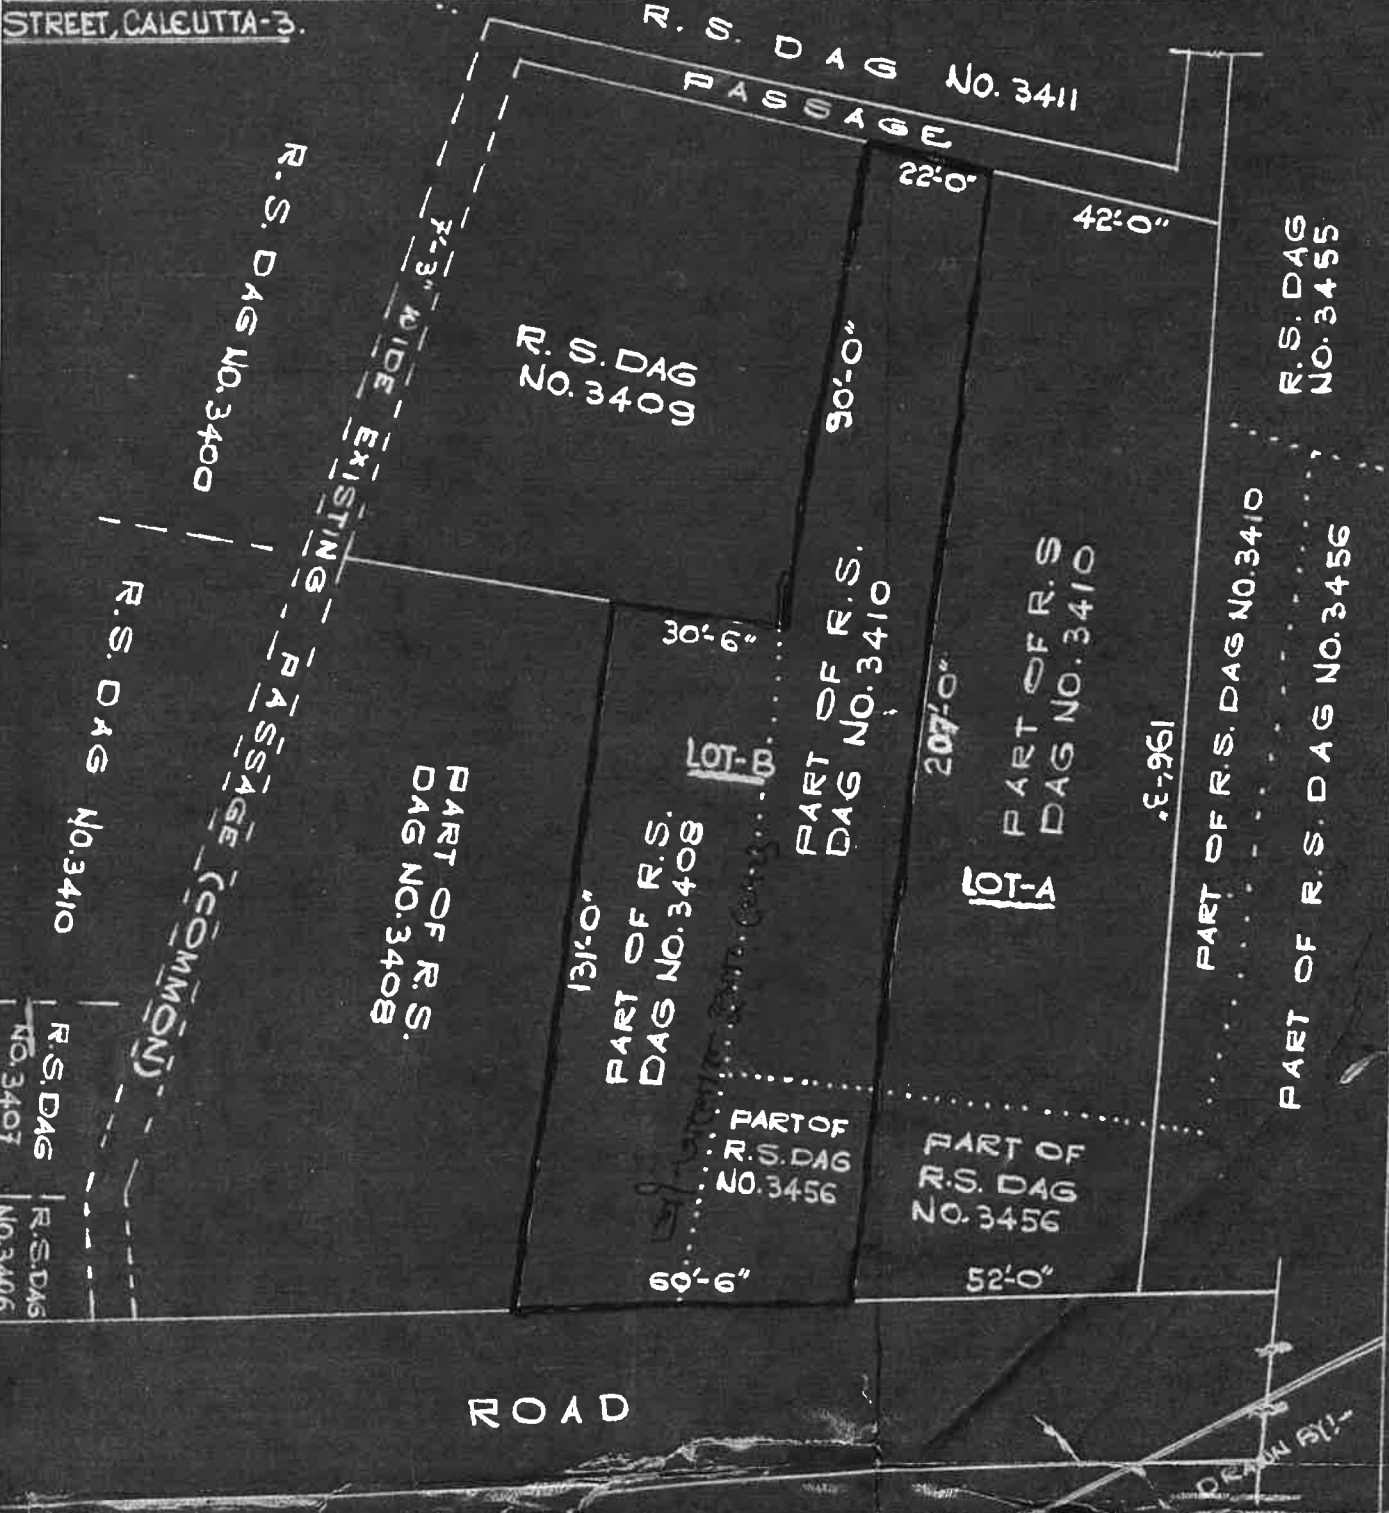 STREET, CALCUTTA-3.
R. S. DAG NO. 3411
PASSAGE
22'-0"
42'-0"
R. S. DAG
NO. 3455
R. S. DAG NO. 3400
7'-3" WIDE EXISTING PASSAGE (COMMON)
R. S. DAG
NO. 3409
90'-0"
30'-6"
PART OF R.S.
DAG NO. 3410
207'-0"
PART OF R.S
DAG NO. 3410
196'-3"
PART OF R.S. DAG NO. 3410
PART OF R.S. DAG NO. 3456
R.S. DAG NO. 3410
LOT-B
LOT-A
PART OF R.S.
DAG NO. 3408
131'-0"
PART OF R.S.
DAG NO. 3408
PART OF
R.S. DAG
NO. 3456
PART OF
R.S. DAG
NO. 3456
R.S. DAG
NO. 3407
R.S. DAG
NO. 3406
60'-6"
52'-0"
ROAD
DRAWN BY:-